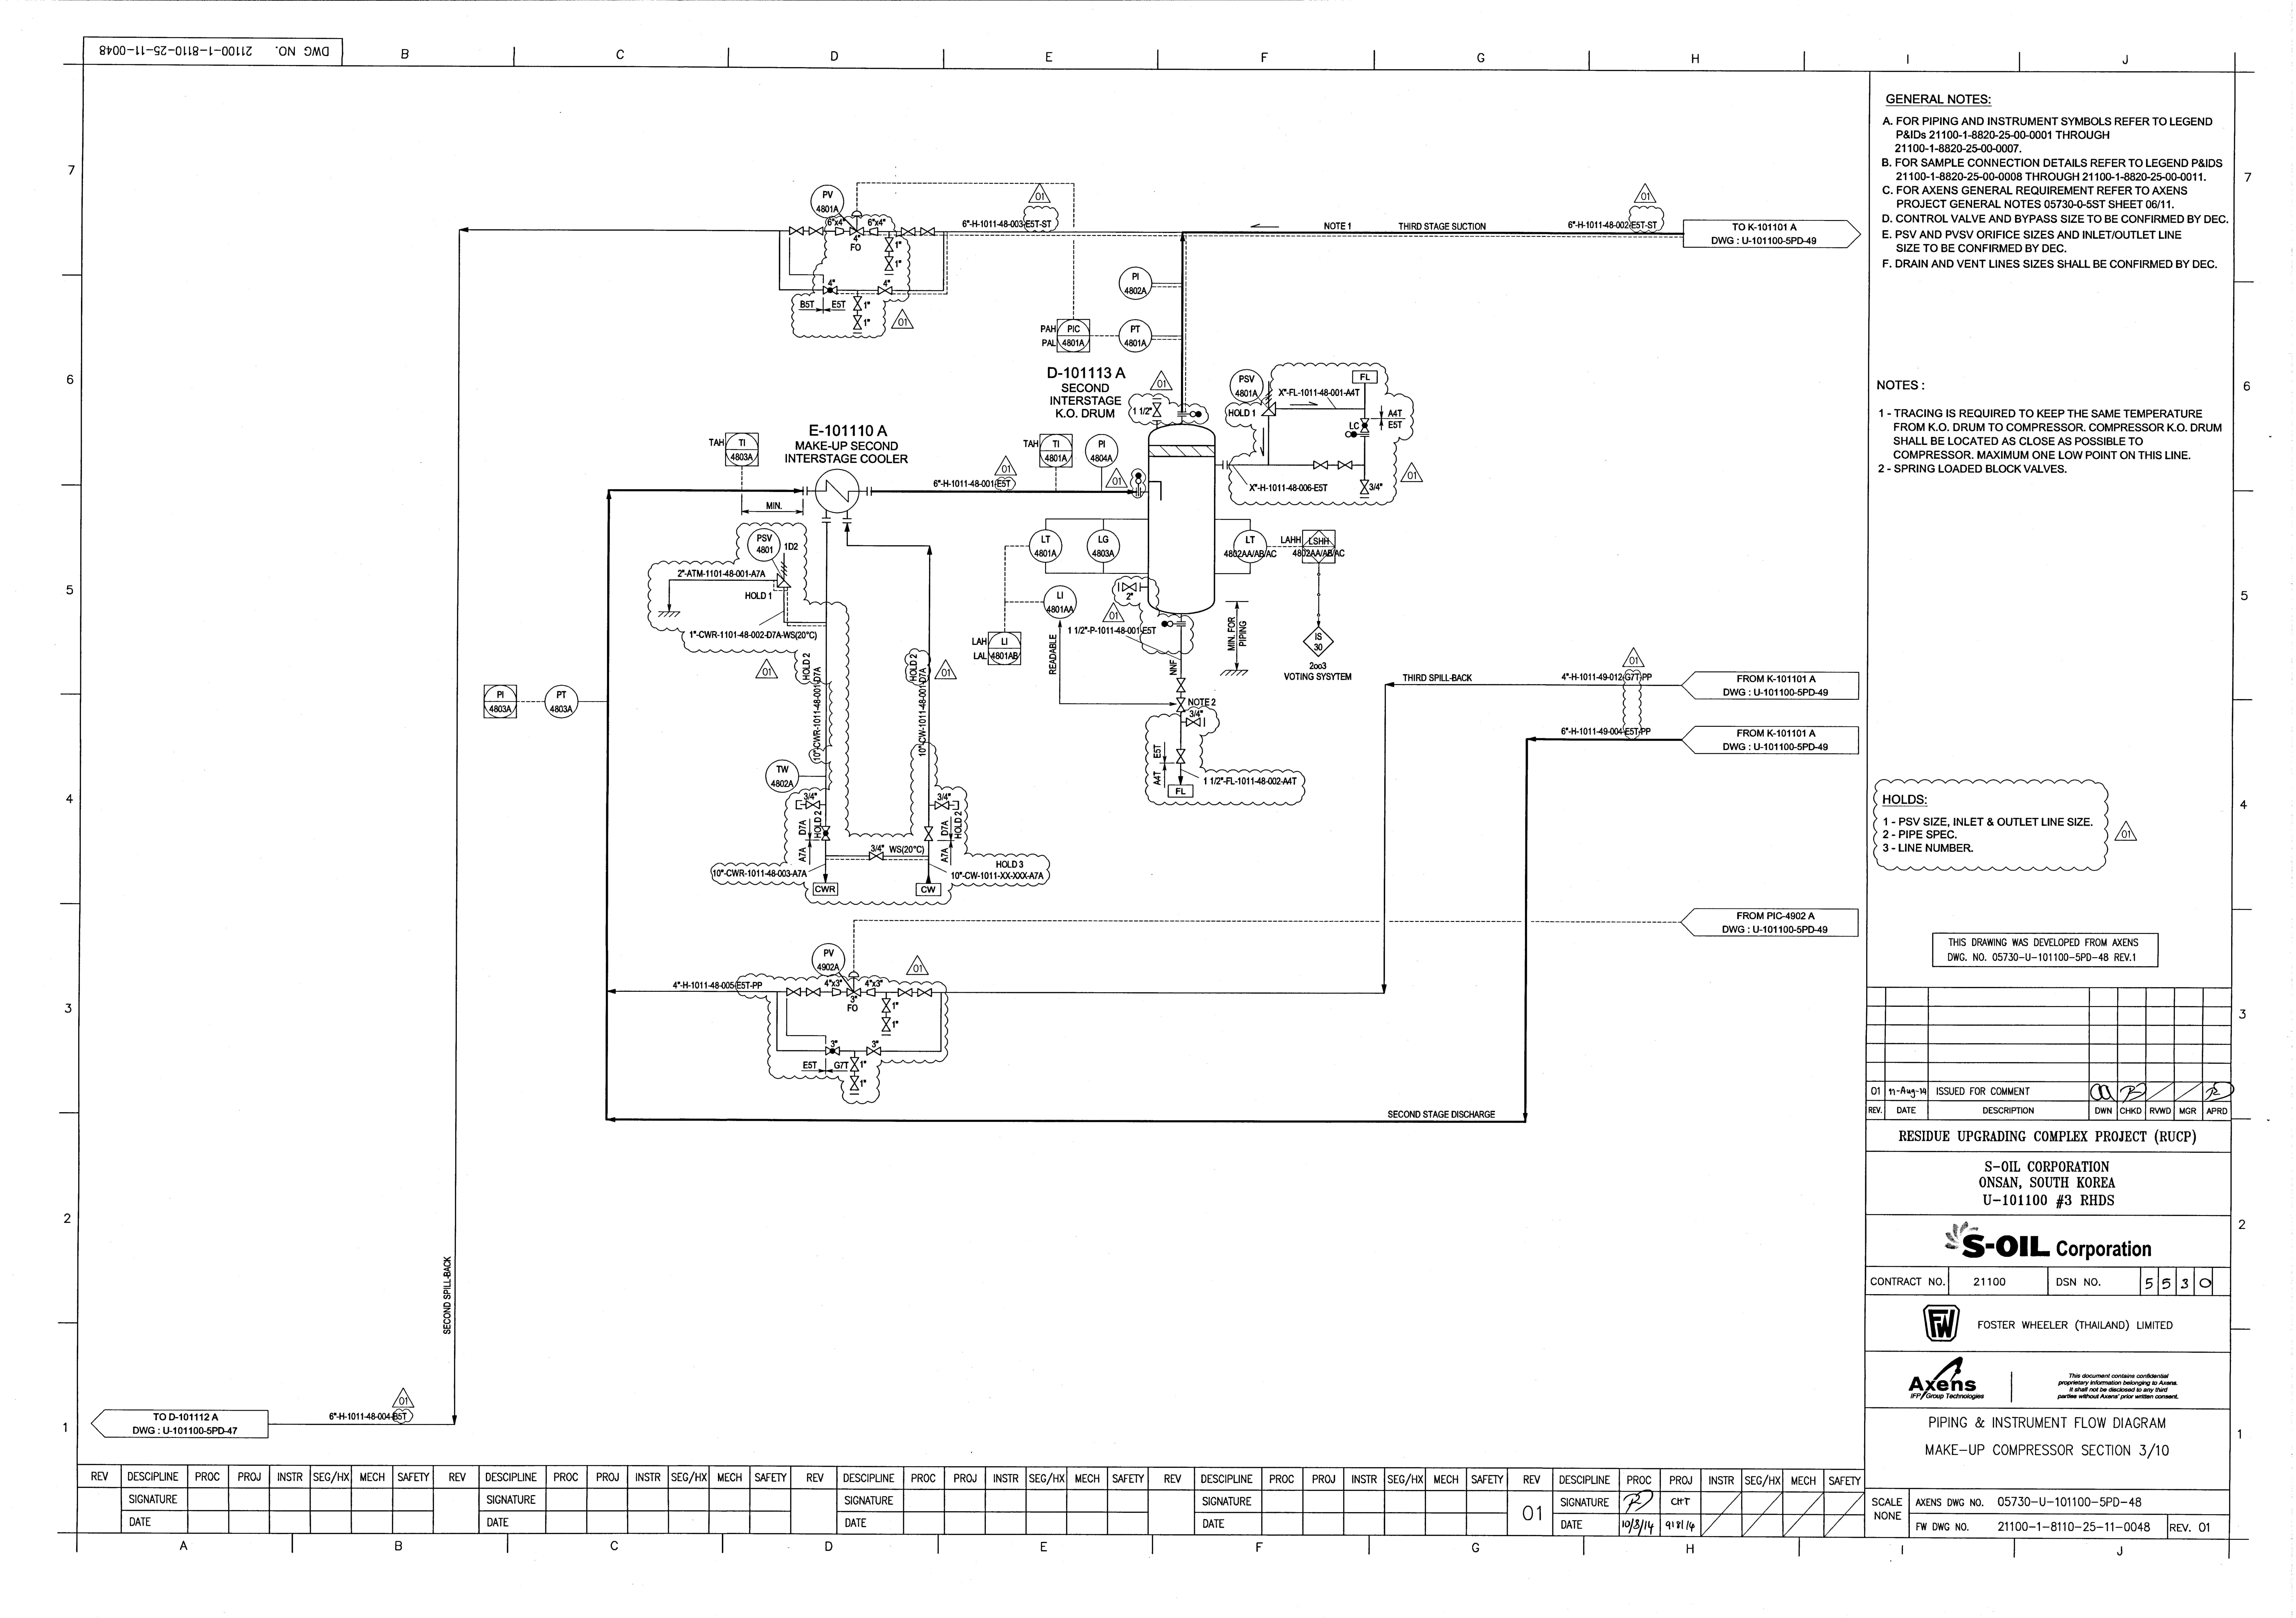 DWG NO. 21100-1-8110-25-11-0048
B C D E F G H I J
7
6
5
4
3
2
1
GENERAL NOTES:
A. FOR PIPING AND INSTRUMENT SYMBOLS REFER TO LEGEND
P&IDs 21100-1-8820-25-00-0001 THROUGH
21100-1-8820-25-00-0007.
B. FOR SAMPLE CONNECTION DETAILS REFER TO LEGEND P&IDS
21100-1-8820-25-00-0008 THROUGH 21100-1-8820-25-00-0011.
C. FOR AXENS GENERAL REQUIREMENT REFER TO AXENS
PROJECT GENERAL NOTES 05730-0-5ST SHEET 06/11.
D. CONTROL VALVE AND BYPASS SIZE TO BE CONFIRMED BY DEC.
E. PSV AND PVSV ORIFICE SIZES AND INLET/OUTLET LINE
SIZE TO BE CONFIRMED BY DEC.
F. DRAIN AND VENT LINES SIZES SHALL BE CONFIRMED BY DEC.
NOTES :
1 - TRACING IS REQUIRED TO KEEP THE SAME TEMPERATURE
FROM K.O. DRUM TO COMPRESSOR. COMPRESSOR K.O. DRUM
SHALL BE LOCATED AS CLOSE AS POSSIBLE TO
COMPRESSOR. MAXIMUM ONE LOW POINT ON THIS LINE.
2 - SPRING LOADED BLOCK VALVES.
HOLDS:
1 - PSV SIZE, INLET & OUTLET LINE SIZE.
2 - PIPE SPEC.
3 - LINE NUMBER.
01
PV
4801A
6"x4" 6"x4"
4"
FO
1"
1"
4" 4"
B5T E5T
1"
1"
01
6"-H-1011-48-003-E5T-ST
01
NOTE 1
THIRD STAGE SUCTION
6"-H-1011-48-002-E5T-ST
01
TO K-101101 A
DWG : U-101100-5PD-49
PI
4802A
PAH
PAL
PIC
4801A
PT
4801A
D-101113 A
SECOND
INTERSTAGE
K.O. DRUM
01
1 1/2"
PSV
4801A
HOLD 1
X"-FL-1011-48-001-A4T
FL
LC
A4T
E5T
01
X"-H-1011-48-006-E5T
3/4"
E-101110 A
MAKE-UP SECOND
INTERSTAGE COOLER
TAH
TI
4803A
MIN.
6"-H-1011-48-001-E5T
01
TAH
TI
4801A
PI
4804A
01
LT
4801A
LG
4803A
LT
4802AA/AB/AC
LAHH
LSHH
4802AA/AB/AC
IS
30
2oo3
VOTING SYSYTEM
MIN. FOR
PIPING
LI
4801AA
READABLE
LAH
LAL
LI
4801AB
2"
01
1 1/2"-P-1011-48-001-E5T
NNF
NOTE 2
3/4"
E5T
A4T
1 1/2"-FL-1011-48-002-A4T
FL
PSV
4801
1D2
2"-ATM-1101-48-001-A7A
HOLD 1
1"-CWR-1101-48-002-D7A-WS(20°C)
01
HOLD 2
10"-CWR-1011-48-001-D7A
HOLD 2
10"-CW-1011-48-001-D7A
01
TW
4802A
3/4"
D7A
HOLD 2
A7A
3/4"
D7A
HOLD 2
A7A
3/4" WS(20°C)
10"-CWR-1011-48-003-A7A
CWR
CW
HOLD 3
10"-CW-1011-XX-XXX-A7A
PI
4803A
PT
4803A
THIRD SPILL-BACK
4"-H-1011-49-012-G7T-PP
01
FROM K-101101 A
DWG : U-101100-5PD-49
6"-H-1011-49-004-E5T-PP
FROM K-101101 A
DWG : U-101100-5PD-49
FROM PIC-4902 A
DWG : U-101100-5PD-49
PV
4902A
01
4"-H-1011-48-005-E5T-PP
4"x3" 4"x3"
3"
FO
1"
1"
3" 3"
E5T G7T
1"
1"
SECOND STAGE DISCHARGE
SECOND SPILL-BACK
TO D-101112 A
DWG : U-101100-5PD-47
6"-H-1011-48-004-B5T
01
THIS DRAWING WAS DEVELOPED FROM AXENS
DWG. NO. 05730-U-101100-5PD-48 REV.1
01 11-Aug-14 ISSUED FOR COMMENT
REV. DATE DESCRIPTION DWN CHKD RVWD MGR APRD
RESIDUE UPGRADING COMPLEX PROJECT (RUCP)
S-OIL CORPORATION
ONSAN, SOUTH KOREA
U-101100 #3 RHDS
S-OIL Corporation
CONTRACT NO. 21100 DSN NO. 5 5 3 0
FW FOSTER WHEELER (THAILAND) LIMITED
Axens
IFP Group Technologies
This document contains confidential
proprietary information belonging to Axens.
It shall not be disclosed to any third
parties without Axens' prior written consent.
PIPING & INSTRUMENT FLOW DIAGRAM
MAKE-UP COMPRESSOR SECTION 3/10
SCALE NONE
AXENS DWG NO. 05730-U-101100-5PD-48
FW DWG NO. 21100-1-8110-25-11-0048 REV. 01
REV DESCIPLINE PROC PROJ INSTR SEG/HX MECH SAFETY REV DESCIPLINE PROC PROJ INSTR SEG/HX MECH SAFETY REV DESCIPLINE PROC PROJ INSTR SEG/HX MECH SAFETY REV DESCIPLINE PROC PROJ INSTR SEG/HX MECH SAFETY REV DESCIPLINE PROC PROJ INSTR SEG/HX MECH SAFETY
SIGNATURE SIGNATURE SIGNATURE SIGNATURE 01 SIGNATURE CHT
DATE DATE DATE DATE DATE 10/8/14 9/8/14
A B C D E F G H I J